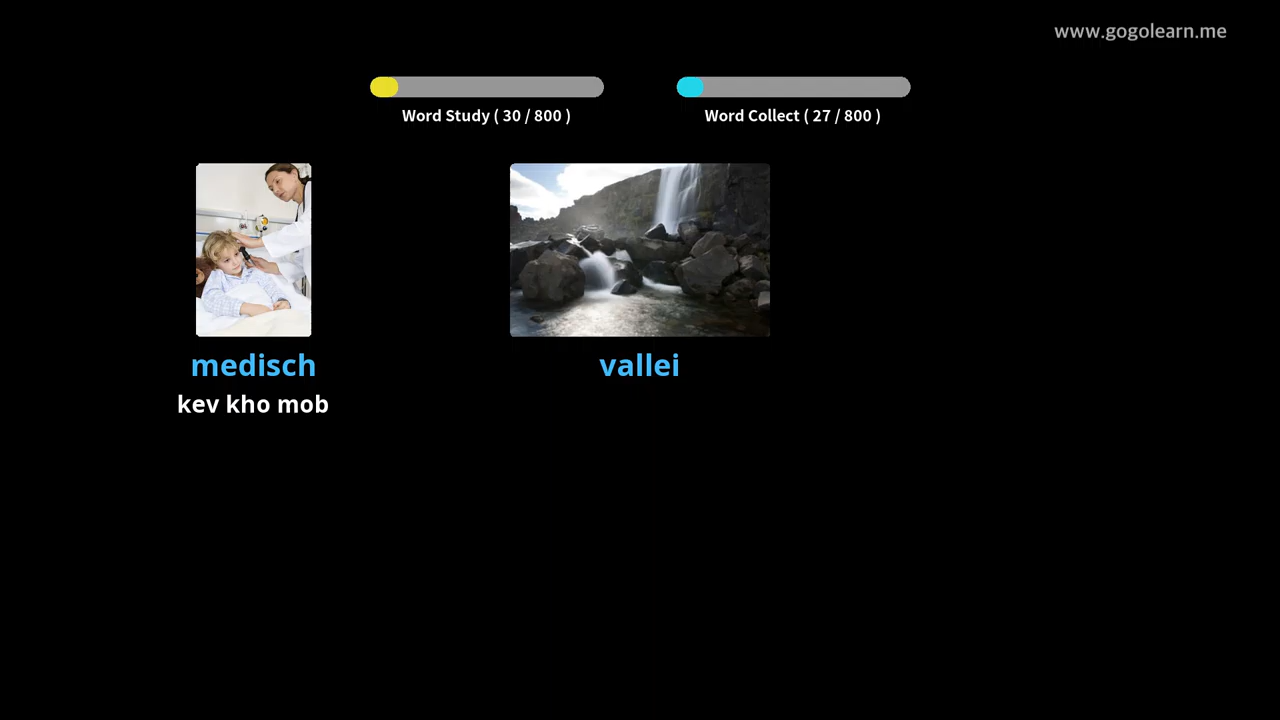 www.gogolearn.me
Word Study ( 30 / 800 )
Word Collect ( 27 / 800 )
medisch
vallei
kev kho mob